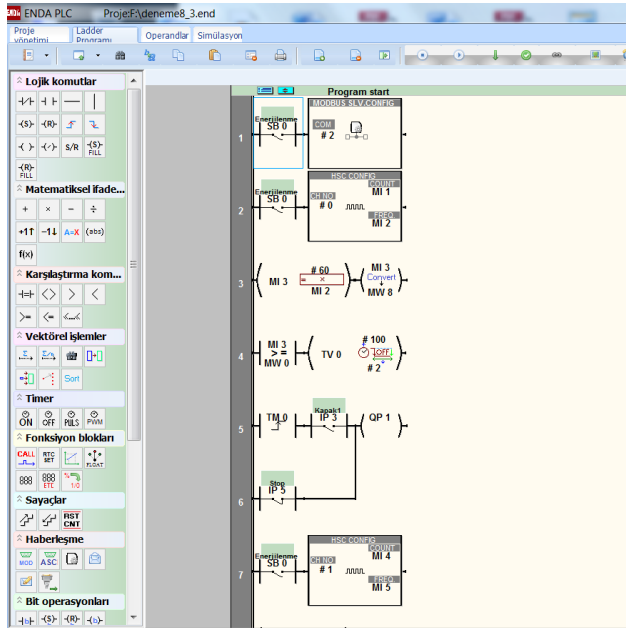 ENDA PLC Proje:F:\deneme8_3.end
Proje yönetimi
Ladder Programı
Operandlar
Simülasyon
Lojik komutlar
-(S)-
-(R)-
S/R
-(S)- FILL
-(R)- FILL
Matematiksel ifade...
+ × − ÷
+1↑ −1↓ A=X (abs)
f(x)
Karşılaştırma kom...
-|=|- <> > <
>= <= <...<
Vektörel işlemler
Sort
Timer
ON OFF PULS PWM
Fonksiyon blokları
CALL RTC SET FLOAT
888 888 ETC 1/0
Sayaçlar
RST CNT
Haberleşme
MOD ASC
Bit operasyonları
-|b|- -(S)- -(R)- -(b)-
Program start
1
Enerjilenme
SB 0
MODBUS SLV.CONFIG
COM
# 2
2
Enerjilenme
SB 0
HSC CONFIG
COUNT
MI 1
CH NO
# 0
FREQ
MI 2
3
MI 3
# 60
= ×
MI 2
MI 3
Convert
MW 8
4
MI 3
> =
MW 0
TV 0
# 100
OFF
# 2
5
TM 0
Kapak1
IP 3
QP 1
6
Stop
IP 5
7
Enerjilenme
SB 0
HSC CONFIG
COUNT
MI 4
CH NO
# 1
FREQ
MI 5